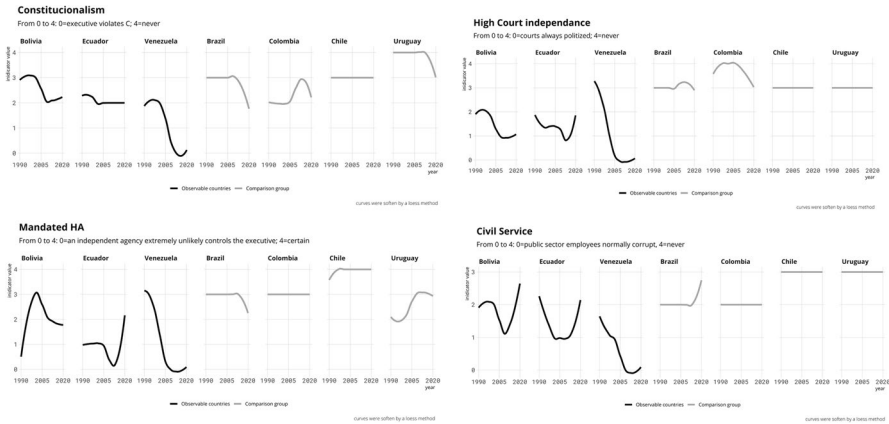 Constitucionalism
From 0 to 4: 0=executive violates C; 4=never
Bolivia Ecuador Venezuela Brazil Colombia Chile Uruguay
indicator value
4
3
2
1
0
1990 2005 2020 1990 2005 2020 1990 2005 2020 1990 2005 2020 1990 2005 2020 1990 2005 2020 1990 2005 2020
year
Observable countries Comparison group
curves were soften by a loess method
High Court independance
From 0 to 4: 0=courts always politized; 4=never
Bolivia Ecuador Venezuela Brazil Colombia Chile Uruguay
indicator value
4
3
2
1
0
1990 2005 2020 1990 2005 2020 1990 2005 2020 1990 2005 2020 1990 2005 2020 1990 2005 2020 1990 2005 2020
year
Observable countries Comparison group
curves were soften by a loess method
Mandated HA
From 0 to 4: 0=an independent agency extremely unlikely controls the executive; 4=certain
Bolivia Ecuador Venezuela Brazil Colombia Chile Uruguay
indicator value
4
3
2
1
0
1990 2005 2020 1990 2005 2020 1990 2005 2020 1990 2005 2020 1990 2005 2020 1990 2005 2020 1990 2005 2020
year
Observable countries Comparison group
curves were soften by a loess method
Civil Service
From 0 to 4: 0=public sector employees normally corrupt, 4=never
Bolivia Ecuador Venezuela Brazil Colombia Chile Uruguay
indicator value
3
2
1
0
1990 2005 2020 1990 2005 2020 1990 2005 2020 1990 2005 2020 1990 2005 2020 1990 2005 2020 1990 2005 2020
year
Observable countries Comparison group
curves were soften by a loess method